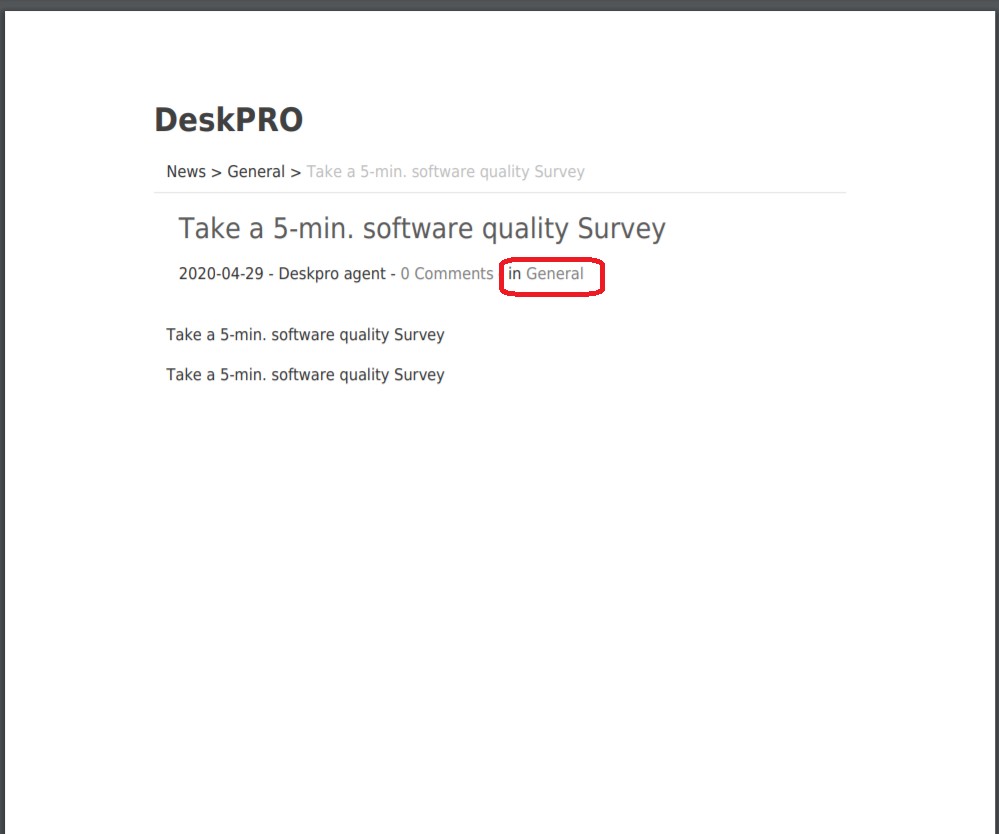 DeskPRO
News > General > Take a 5-min. software quality Survey
Take a 5-min. software quality Survey
2020-04-29 - Deskpro agent - 0 Comments in General
Take a 5-min. software quality Survey
Take a 5-min. software quality Survey